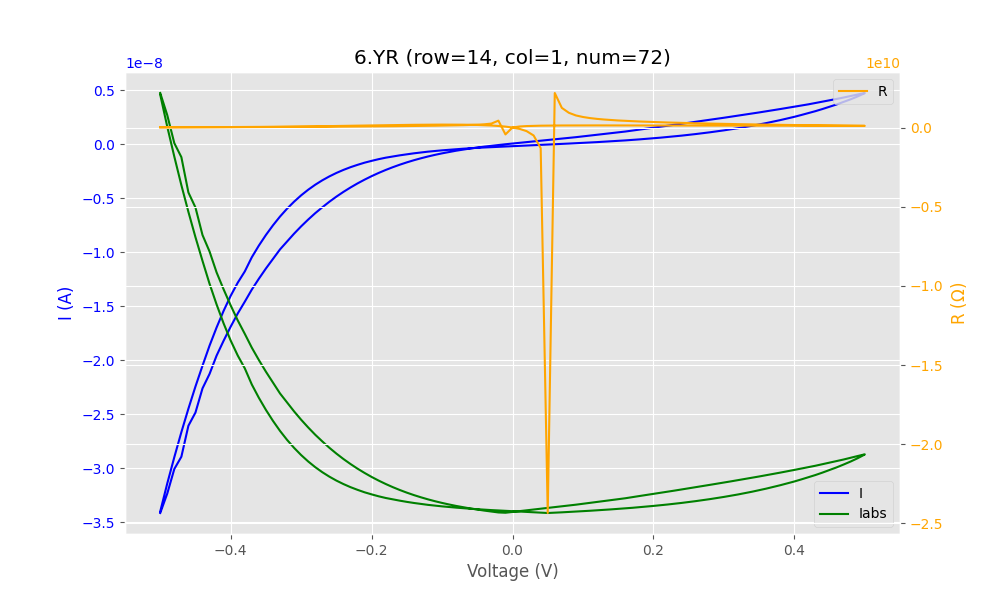 6.YR (row=14, col=1, num=72)
1e−8
1e10
R
0.5
0.0
−0.5
−1.0
−1.5
−2.0
−2.5
−3.0
−3.5
I (A)
0.0
−0.5
−1.0
−1.5
−2.0
−2.5
R (Ω)
I
Iabs
−0.4
−0.2
0.0
0.2
0.4
Voltage (V)